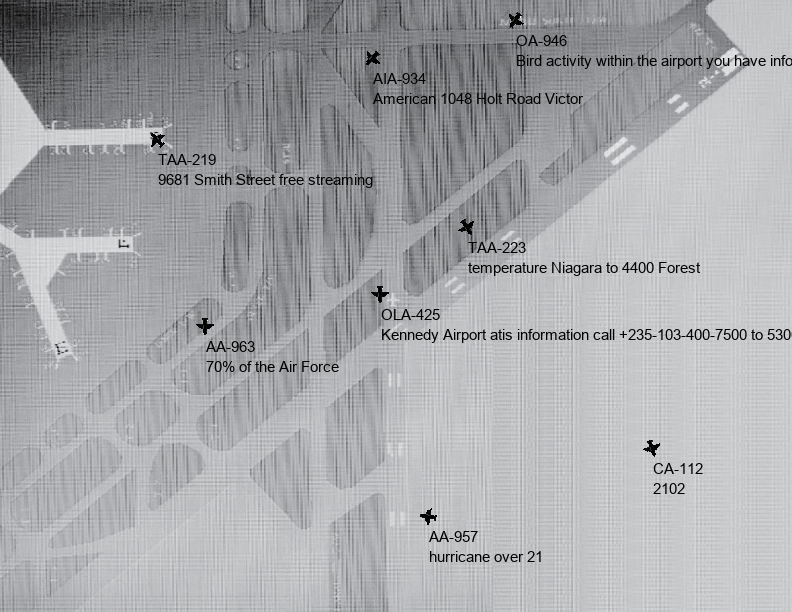 OA-946
Bird activity within the airport you have info
AIA-934
American 1048 Holt Road Victor
TAA-219
9681 Smith Street free streaming
TAA-223
temperature Niagara to 4400 Forest
OLA-425
Kennedy Airport atis information call +235-103-400-7500 to 530
AA-963
70% of the Air Force
CA-112
2102
AA-957
hurricane over 21